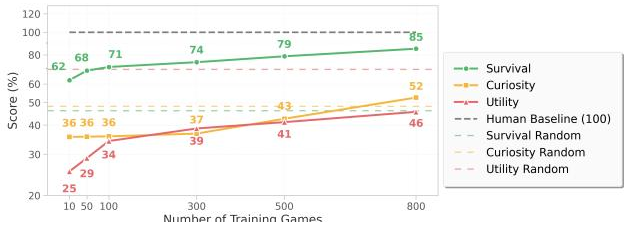 Score (%)
120
100
80
60
50
40
30
20
62 68 71 74 79 85
36 36 36 37 43 52
25 29 34 39 41 46
10 50 100 300 500 800
Number of Training Games
Survival
Curiosity
Utility
Human Baseline (100)
Survival Random
Curiosity Random
Utility Random